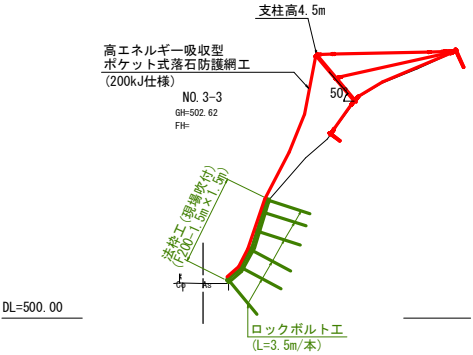 支柱高4.5m
高エネルギー吸収型
ポケット式落石防護網工
(200kJ仕様)
50
NO.3-3
GH=502.62
FH=
法枠工(現場吹付)
(F200-1.5m×1.5m)
Co As
DL=500.00
ロックボルト工
(L=3.5m/本)